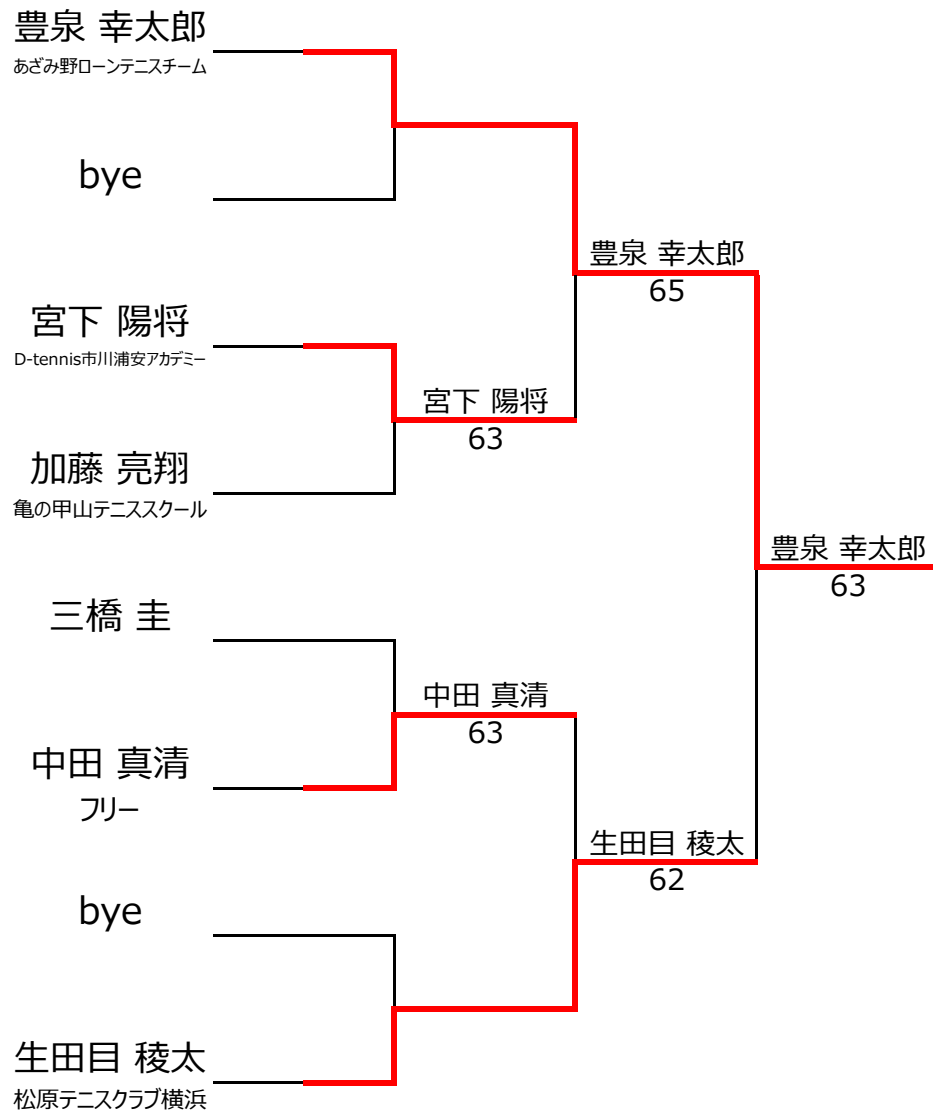 豊泉 幸太郎
あざみ野ローンテニスチーム
bye
宮下 陽将
D-tennis市川浦安アカデミー
加藤 亮翔
亀の甲山テニススクール
三橋 圭
中田 真清
フリー
bye
生田目 稜太
松原テニスクラブ横浜
宮下 陽将
63
中田 真清
63
豊泉 幸太郎
65
生田目 稜太
62
豊泉 幸太郎
63